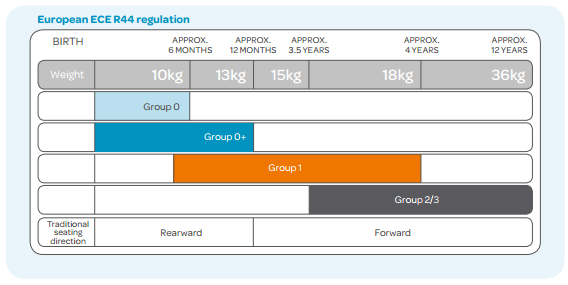 European ECE R44 regulation
BIRTH
APPROX.
6 MONTHS
APPROX.
12 MONTHS
APPROX.
3.5 YEARS
APPROX.
4 YEARS
APPROX.
12 YEARS
Weight 10kg 13kg 15kg 18kg 36kg
Group 0
Group 0+
Group 1
Group 2/3
Traditional
seating
direction
Rearward
Forward